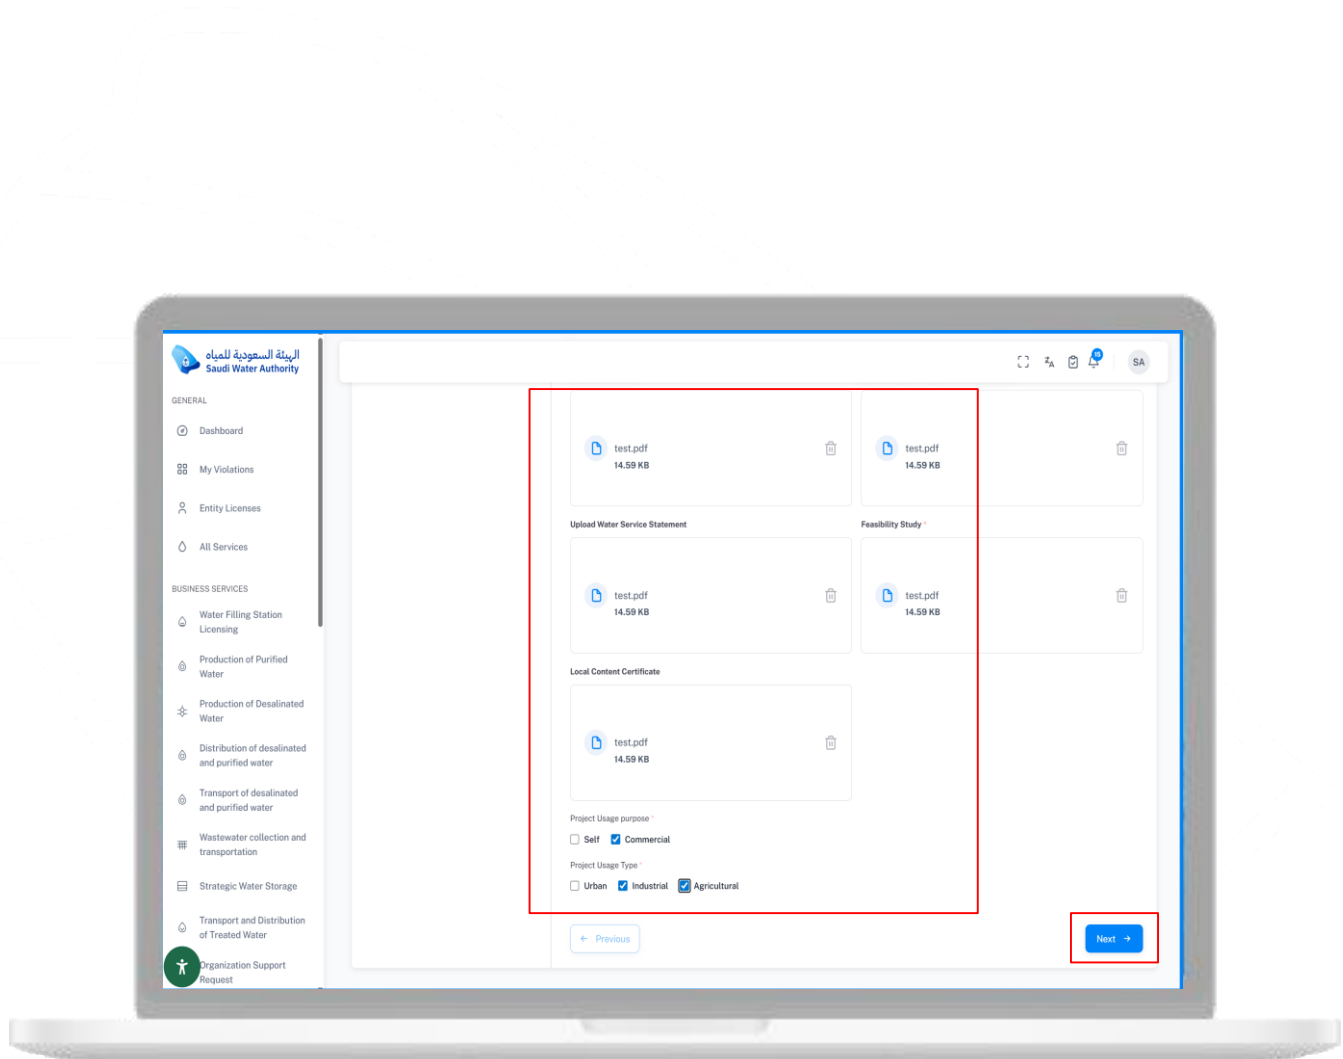 الهيئة السعودية للمياه
Saudi Water Authority
15
SA
GENERAL
Dashboard
My Violations
Entity Licenses
All Services
BUSINESS SERVICES
Water Filling Station
Licensing
Production of Purified
Water
Production of Desalinated
Water
Distribution of desalinated
and purified water
Transport of desalinated
and purified water
Wastewater collection and
transportation
Strategic Water Storage
Transport and Distribution
of Treated Water
Organization Support
Request
test.pdf
14.59 KB
test.pdf
14.59 KB
Upload Water Service Statement
Feasibility Study *
test.pdf
14.59 KB
test.pdf
14.59 KB
Local Content Certificate
test.pdf
14.59 KB
Project Usage purpose *
Self Commercial
Project Usage Type *
Urban Industrial Agricultural
← Previous
Next →